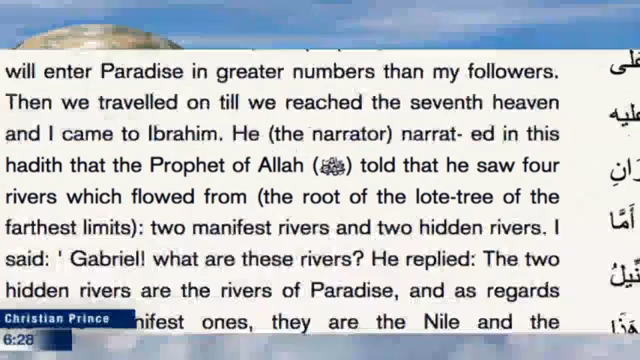 will enter Paradise in greater numbers than my followers.
Then we travelled on till we reached the seventh heaven
and I came to Ibrahim. He (the narrator) narrat- ed in this
hadith that the Prophet of Allah (ﷺ) told that he saw four
rivers which flowed from (the root of the lote-tree of the
farthest limits): two manifest rivers and two hidden rivers. I
said: ' Gabriel! what are these rivers? He replied: The two
hidden rivers are the rivers of Paradise, and as regards
ones, they are the Nile and the
عَلَى
عليه
أَمَّا
Christian Prince
6:28